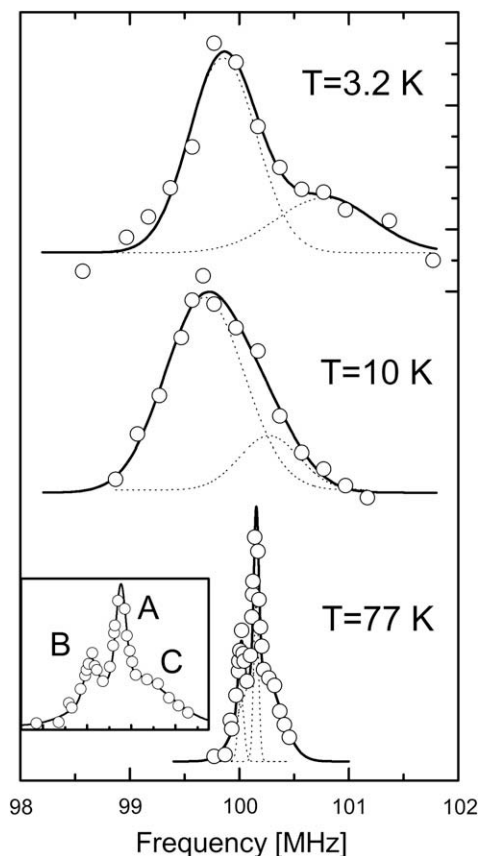 T=3.2 K
T=10 K
T=77 K
A
B
C
98 99 100 101 102
Frequency [MHz]